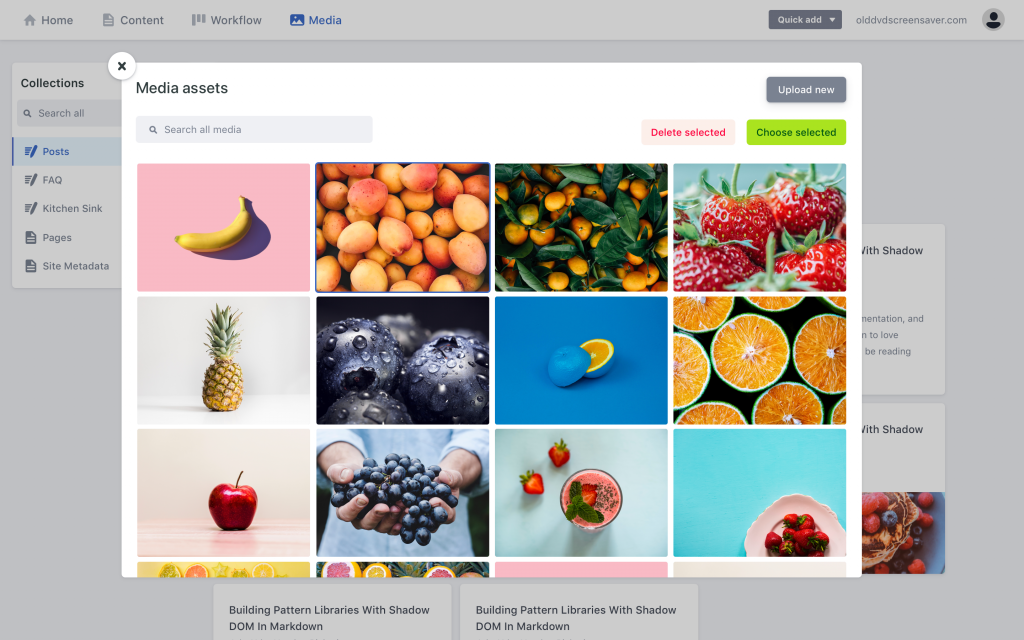 Home
Content
Workflow
Media
Quick add
olddvdscreensaver.com
Collections
Search all
Posts
FAQ
Kitchen Sink
Pages
Site Metadata
Media assets
Upload new
Search all media
Delete selected
Choose selected
With Shadow
mentation, and
n to love
be reading
With Shadow
Building Pattern Libraries With Shadow
DOM In Markdown
Building Pattern Libraries With Shadow
DOM In Markdown